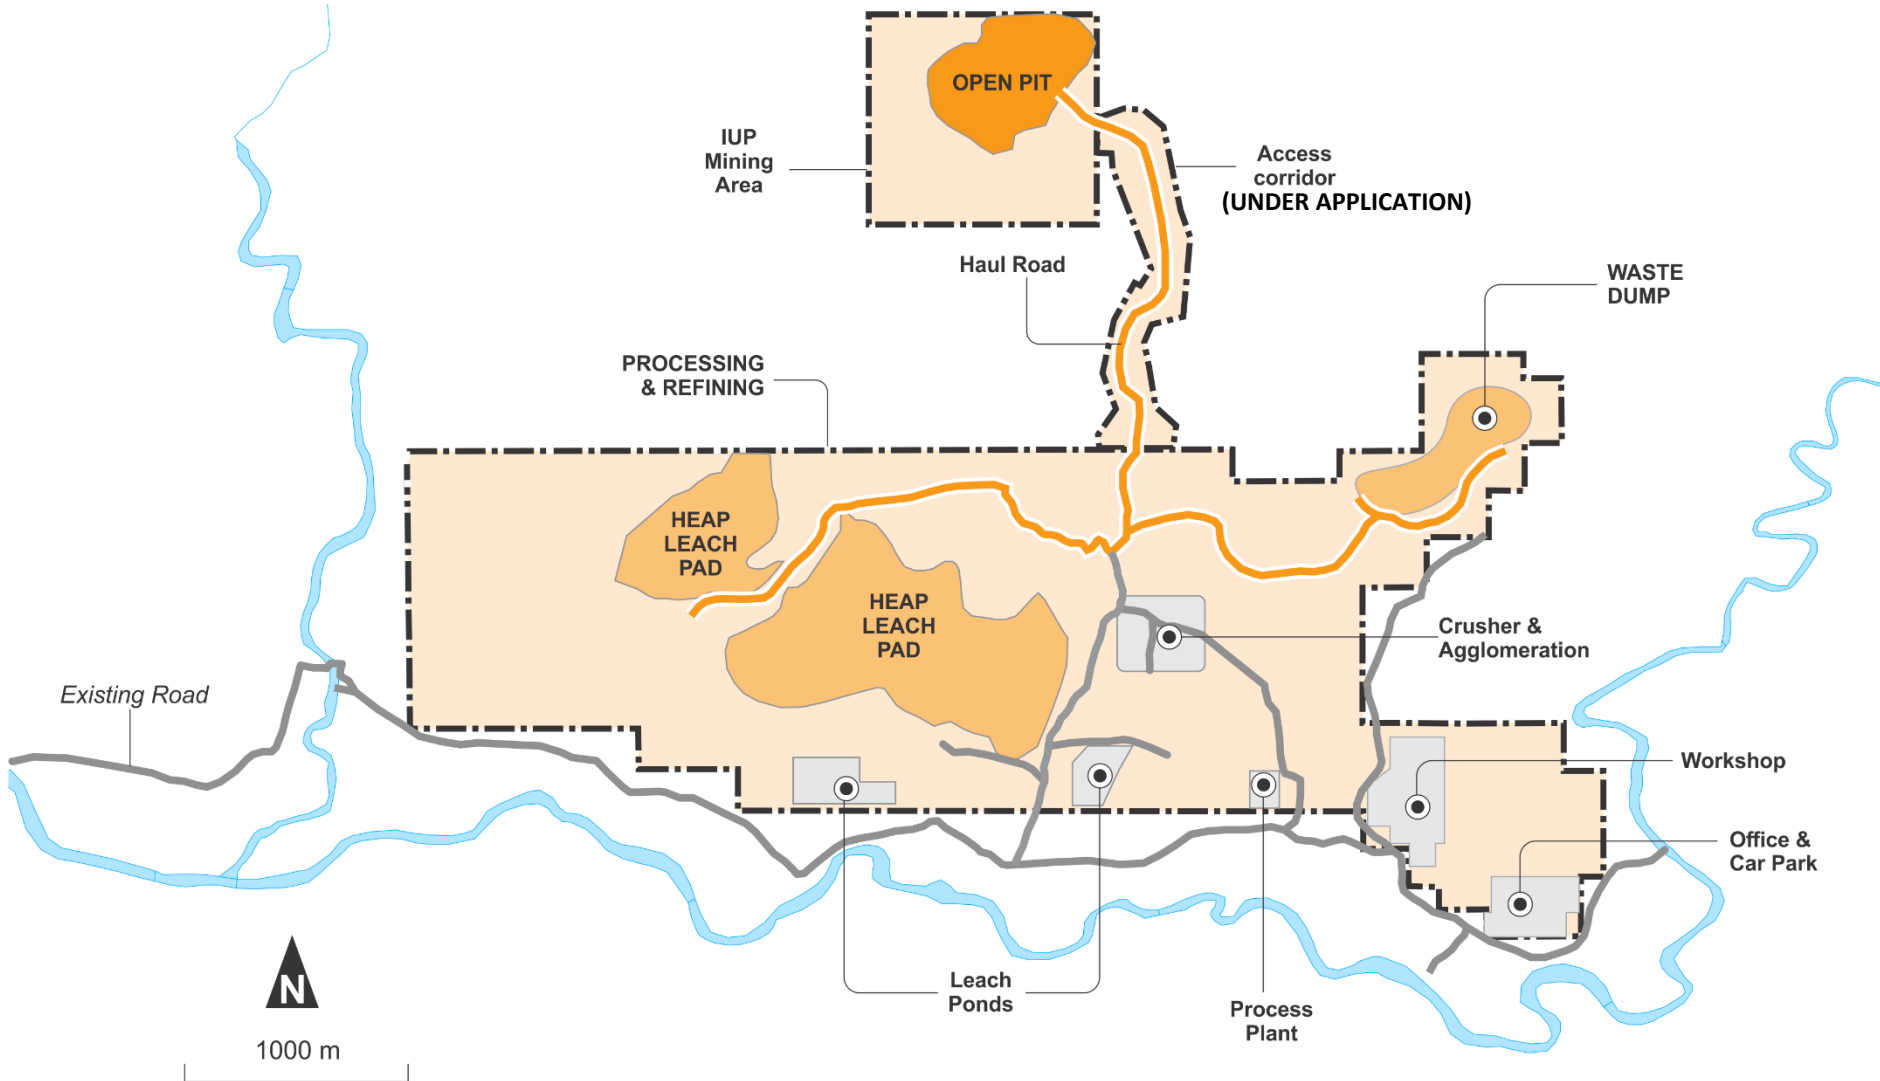 OPEN PIT
IUP
Mining
Area
Access
corridor
(UNDER APPLICATION)
Haul Road
WASTE
DUMP
PROCESSING
& REFINING
HEAP
LEACH
PAD
HEAP
LEACH
PAD
Crusher &
Agglomeration
Existing Road
Workshop
Office &
Car Park
Leach
Ponds
Process
Plant
N
1000 m